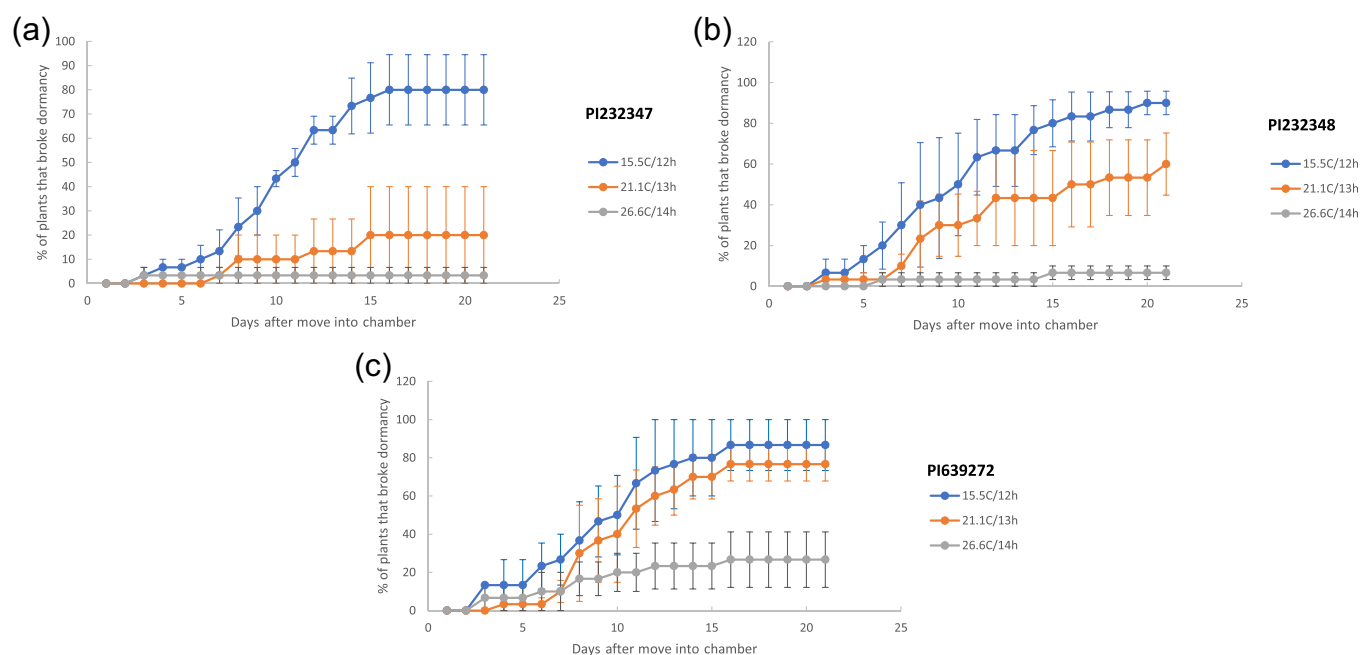 (a)
% of plants that broke dormancy
100
90
80
70
60
50
40
30
20
10
0
0 5 10 15 20 25
Days after move into chamber
PI232347
15.5C/12h
21.1C/13h
26.6C/14h
(b)
% of plants that broke dormancy
120
100
80
60
40
20
0
0 5 10 15 20 25
Days after move into chamber
PI232348
15.5C/12h
21.1C/13h
26.6C/14h
(c)
% of plants that broke dormancy
120
100
80
60
40
20
0
0 5 10 15 20 25
Days after move into chamber
PI639272
15.5C/12h
21.1C/13h
26.6C/14h